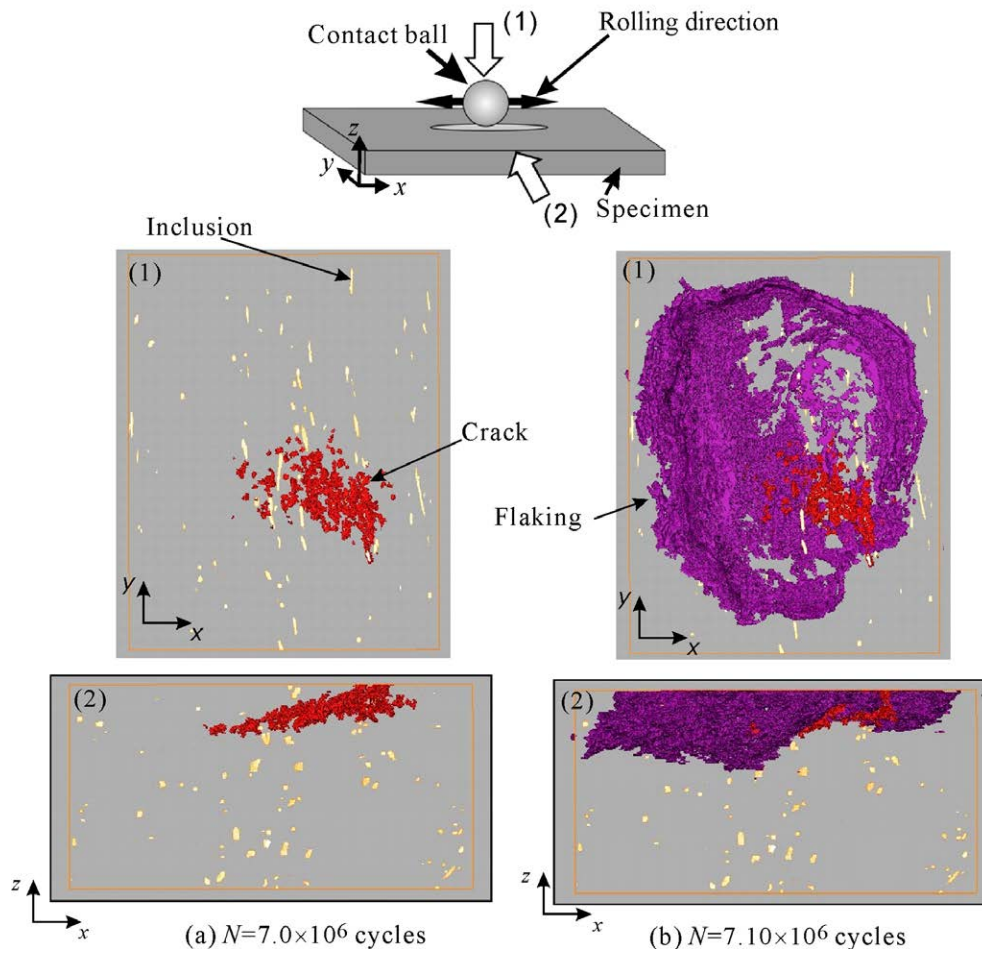 (1)
Contact ball
Rolling direction
z
y
x
(2)
Specimen
Inclusion
(1)
Crack
y
x
(1)
Flaking
y
x
(2)
z
x
(a) N=7.0×10⁶ cycles
(2)
z
x
(b) N=7.10×10⁶ cycles